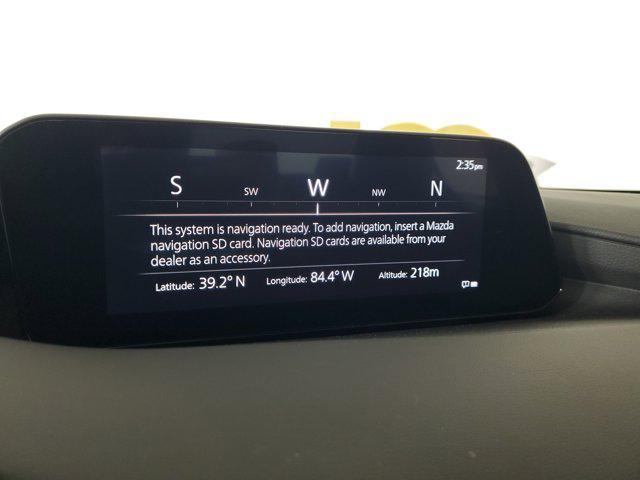 2:35pm
S SW W NW N
This system is navigation ready. To add navigation, insert a Mazda
navigation SD card. Navigation SD cards are available from your
dealer as an accessory.
Latitude: 39.2° N Longitude: 84.4° W Altitude: 218m